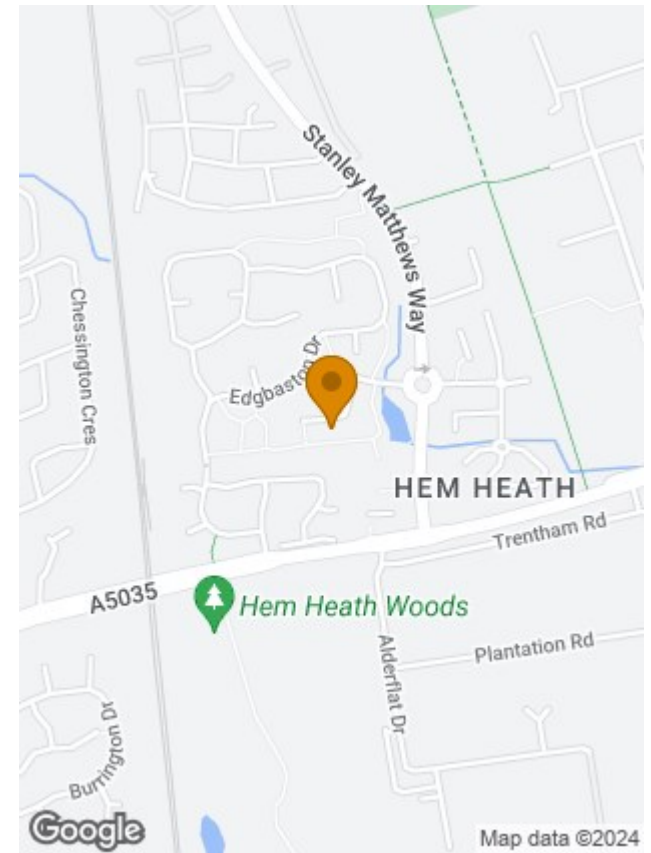 Stanley Matthews Way
Chessington Cres
Edgbaston Dr
HEM HEATH
Trentham Rd
A5035
Hem Heath Woods
Plantation Rd
Alderflat Dr
Burrington Dr
Google
Map data ©2024